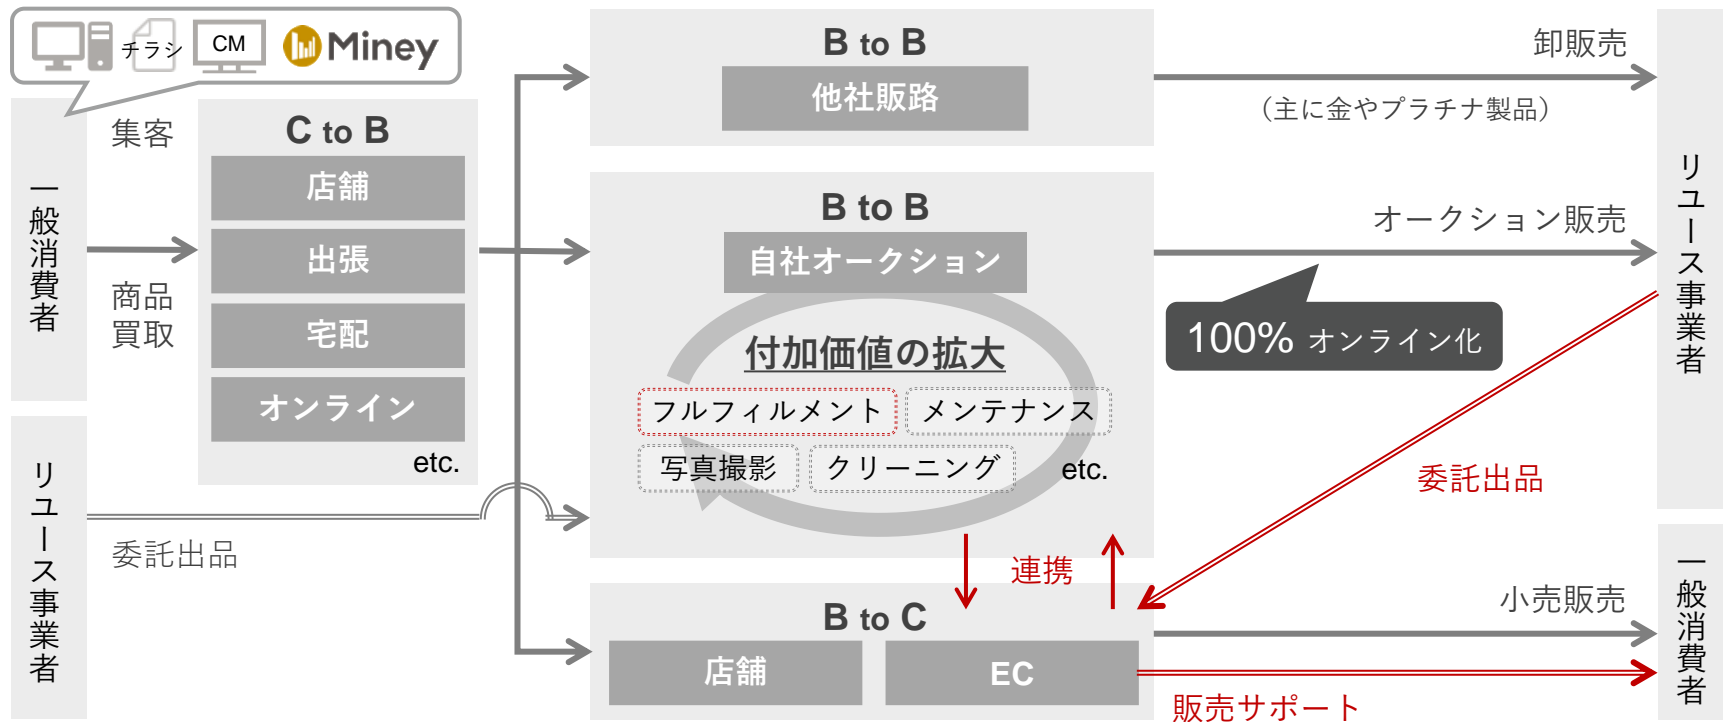 チラシ
CM
Miney
一般消費者
集客
商品
買取
C to B
店舗
出張
宅配
オンライン
etc.
リユース事業者
委託出品
B to B
他社販路
卸販売
（主に金やプラチナ製品）
B to B
自社オークション
付加価値の拡大
フルフィルメント
メンテナンス
写真撮影
クリーニング
etc.
オークション販売
100% オンライン化
リユース事業者
委託出品
連携
B to C
店舗
EC
小売販売
販売サポート
一般消費者